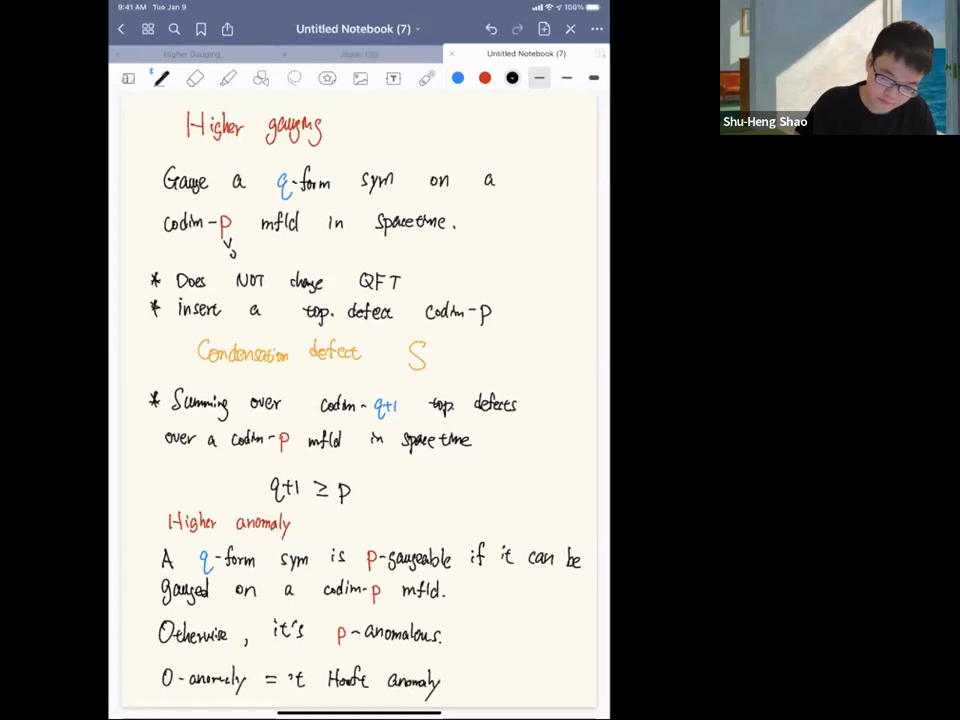 9:41 AM Tue Jan 9
100%
Untitled Notebook (7)
Higher Gauging
Untitled Notebook (7)
Shu-Heng Shao
Higher gauging
Gauge a q-form sym on a
codim-p mfld in spacetime.
* Does NOT change QFT
* insert a top. defect codim-p
Condensation defect S
* Summing over codim-q+1 top. defects
over a codim-p mfld in spacetime
q+1 ≥ p
Higher anomaly
A q-form sym is p-gaugeable if it can be
gauged on a codim-p mfld.
Otherwise, it's p-anomalous.
0-anomaly = 't Hooft anomaly